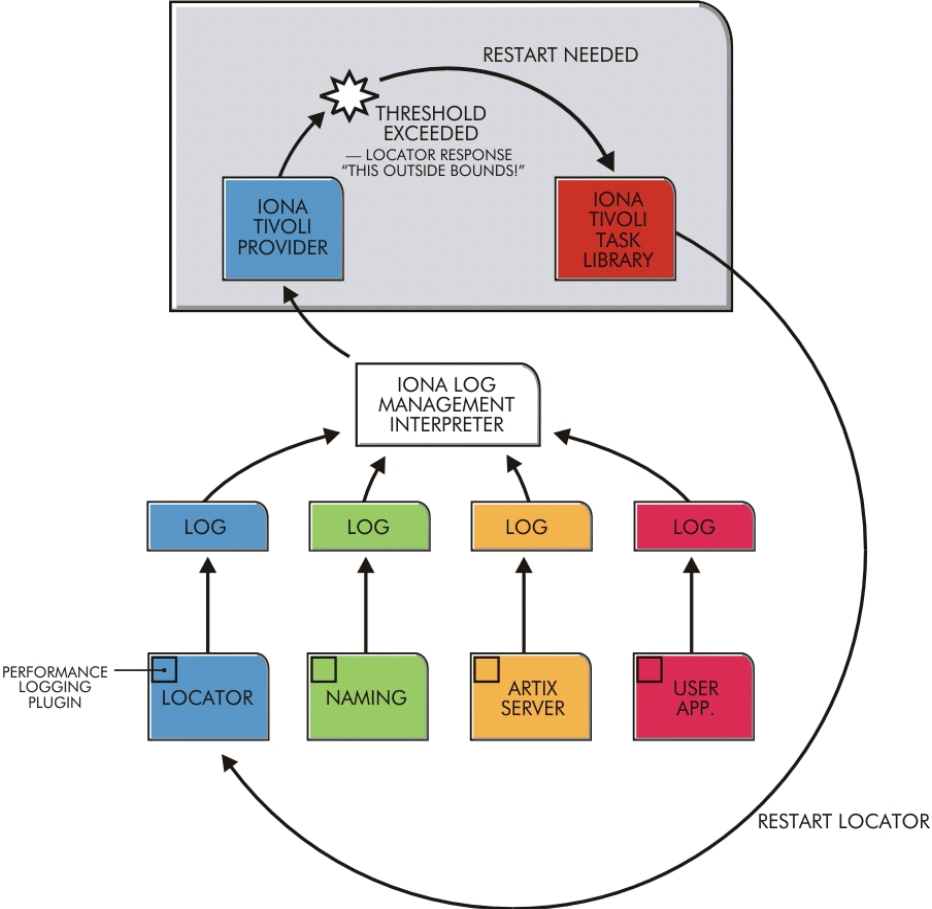 RESTART NEEDED
THRESHOLD
EXCEEDED
— LOCATOR RESPONSE
“THIS OUTSIDE BOUNDS!”
IONA
TIVOLI
PROVIDER
IONA
TIVOLI
TASK
LIBRARY
IONA LOG
MANAGEMENT
INTERPRETER
LOG
LOG
LOG
LOG
PERFORMANCE
LOGGING
PLUGIN
LOCATOR
NAMING
ARTIX
SERVER
USER
APP.
RESTART LOCATOR